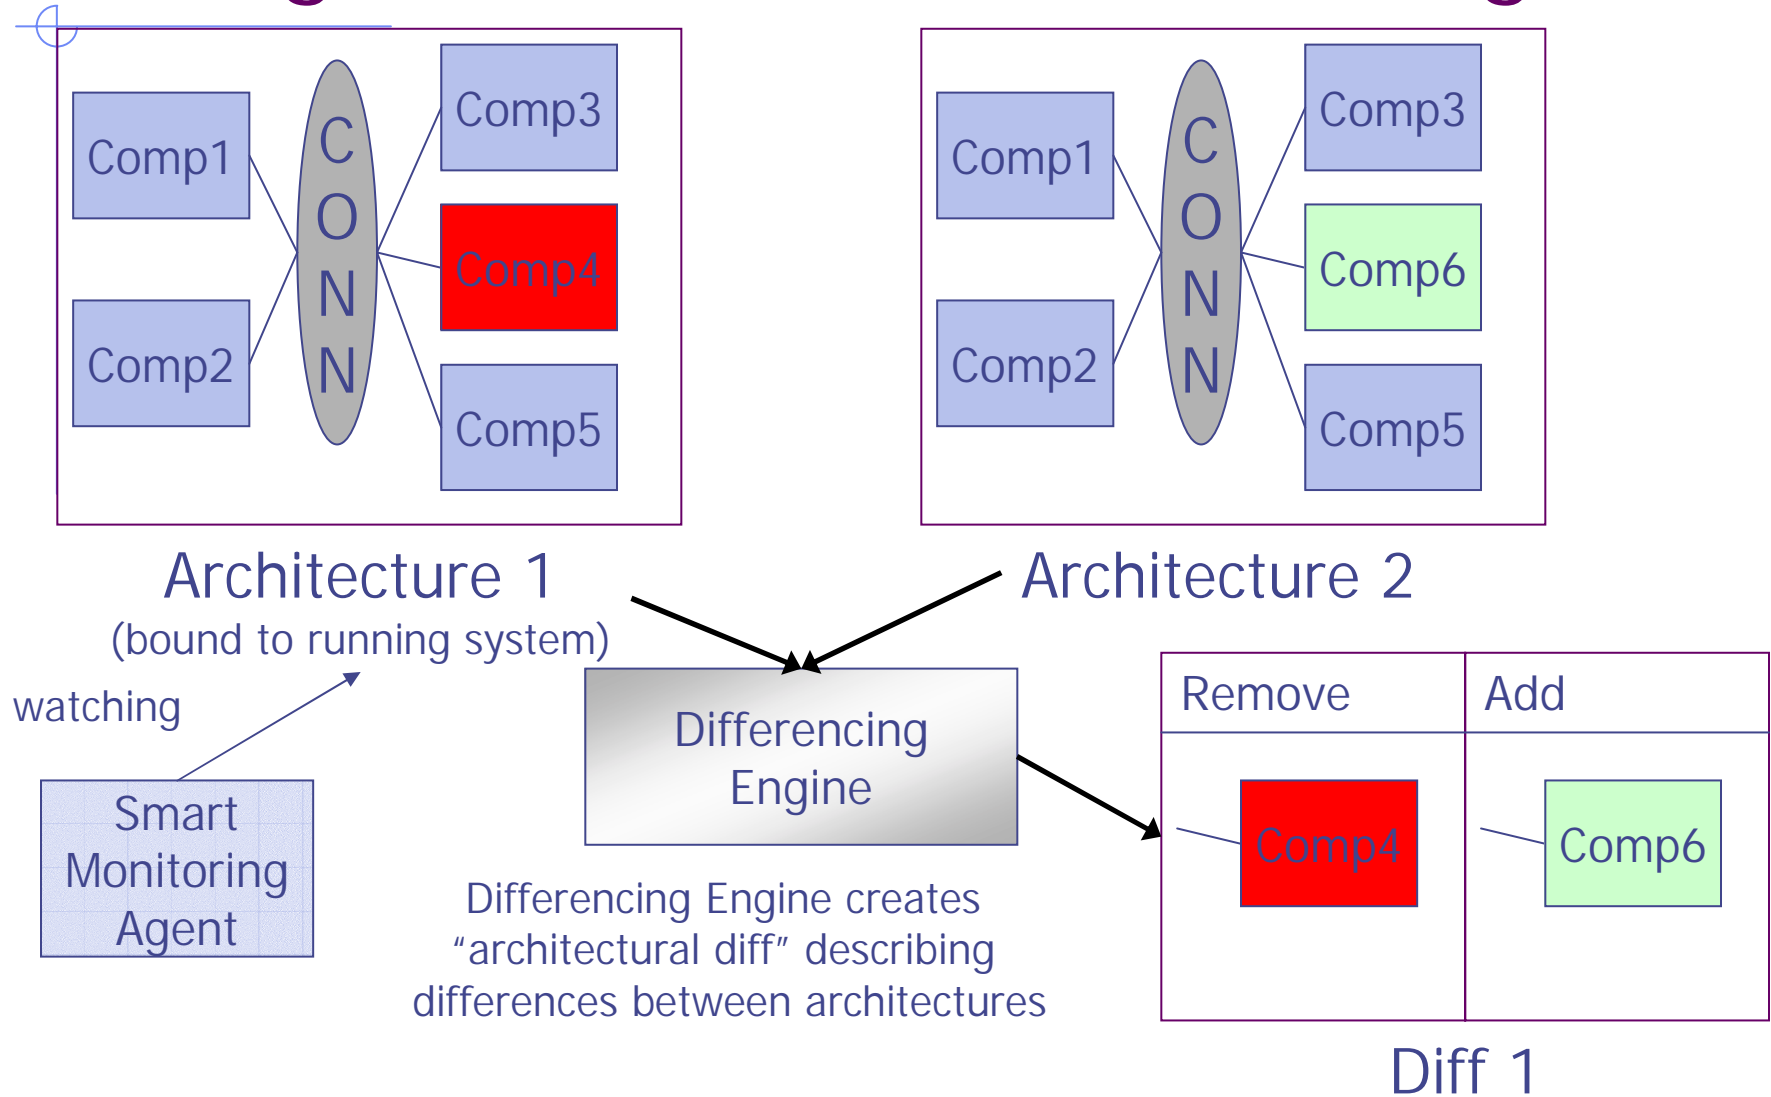 Comp1
Comp2
C
O
N
N
Comp3
Comp4
Comp5
Comp1
Comp2
C
O
N
N
Comp3
Comp6
Comp5
Architecture 1
(bound to running system)
Architecture 2
watching
Smart
Monitoring
Agent
Differencing
Engine
Differencing Engine creates
“architectural diff” describing
differences between architectures
Remove
Add
Comp4
Comp6
Diff 1